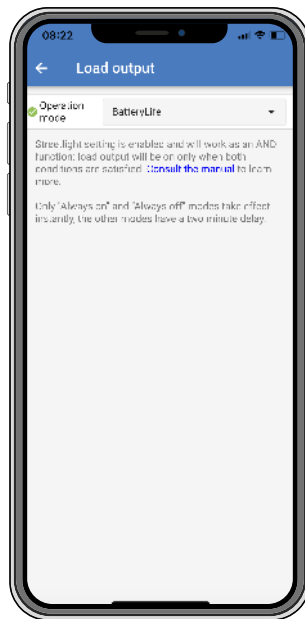 08:22
Load output
Operation
mode
BatteryLife
Streetlight setting is enabled and will work as an AND
function: load output will be on only when both
conditions are satisfied. Consult the manual to learn
more.
Only "Always on" and "Always off" modes take effect
instantly, the other modes have a two minute delay.